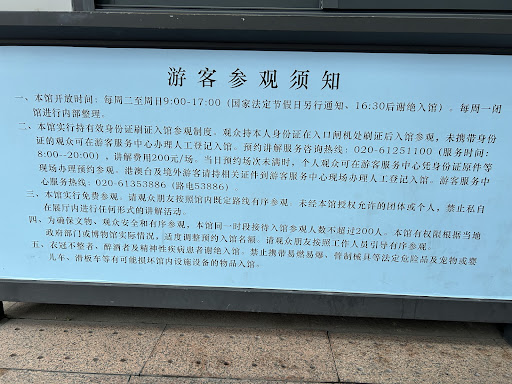 游客参观须知
一、本馆开放时间：每周二至周日9:00-17:00（国家法定节假日另行通知，16:30后谢绝入馆）。每周一闭
馆进行内部整理。
二、本馆实行持有效身份证刷证入馆参观制度。观众持本人身份证在入口闸机处刷证后入馆参观，未携带身份
证的观众可在游客服务中心办理人工登记入馆。预约讲解服务咨询热线：020-61251100（服务时间：
8:00--20:00），讲解费用200元/场。当日预约场次未满时，个人观众可在游客服务中心凭身份证原件等
现场办理预约参观。港澳台及境外游客请持相关证件到游客服务中心现场办理人工登记入馆。游客服务中
心服务热线：020-61353886（路电53886）
三、本馆实行免费参观。请观众朋友按照馆内既定路线有序参观。未经本馆授权允许的团体或个人，禁止私自
在展厅内进行任何形式的讲解活动。
四、为确保文物、观众安全和有序参观，本馆同一时段接待入馆参观人数不超过200人。本馆有权限根据当地
政府部门或博物馆实际情况，适度调整预约入馆名额。请观众朋友按照工作人员引导有序参观。
五、衣冠不整者、醉酒者及精神性疾病患者谢绝入馆。禁止携带易燃易爆、管制械具等法定危险品及宠物或婴
儿车、滑板车等有可能损坏馆内设施设备的物品入馆。